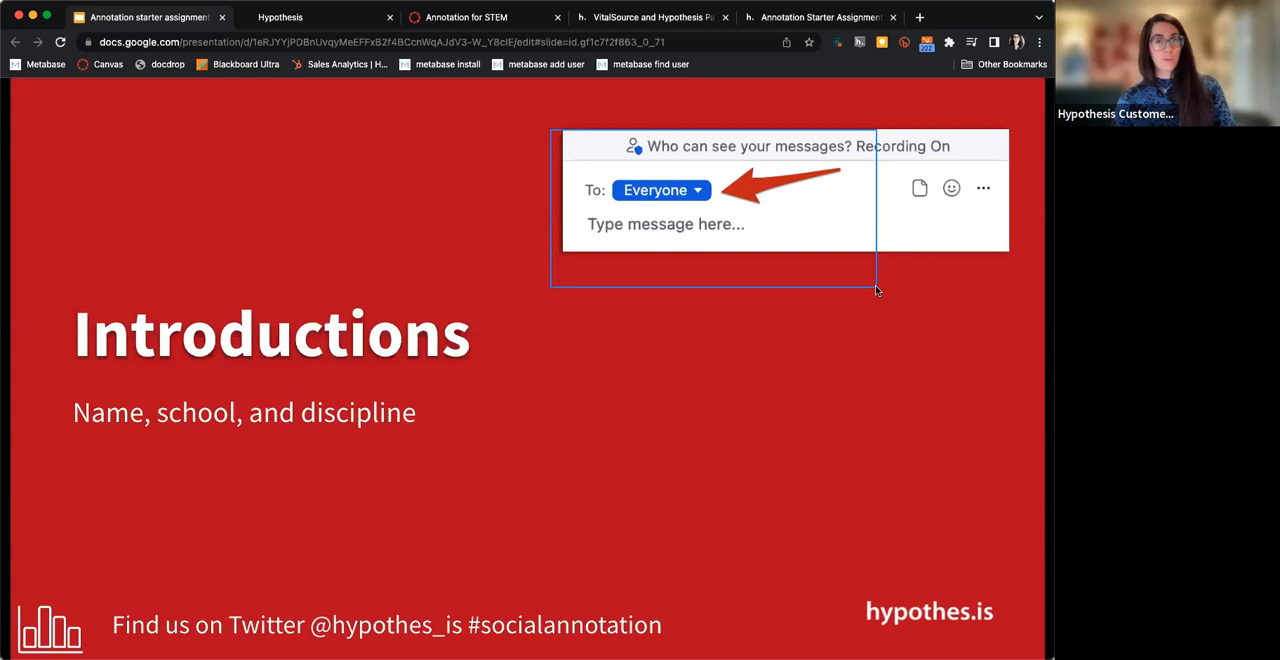 Annotation starter assignment
Hypothesis
Annotation for STEM
VitalSource and Hypothesis Pa
Annotation Starter Assignment
docs.google.com/presentation/d/1eRJYYjPDBnUvqyMeEFFxB2f4BCcnWqAJdV3-W_Y8cIE/edit#slide=id.gf1c7f2f863_0_71
222
Metabase
Canvas
docdrop
Blackboard Ultra
Sales Analytics | H...
metabase install
metabase add user
metabase find user
Other Bookmarks
Hypothesis Custome...
Who can see your messages? Recording On
To: Everyone
Type message here...
Introductions
Name, school, and discipline
Find us on Twitter @hypothes_is #socialannotation
hypothes.is